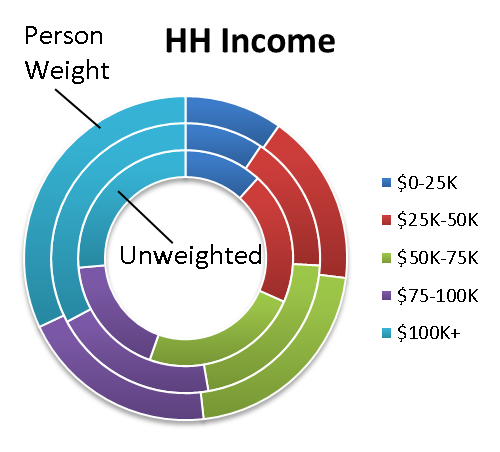 Person
Weight
HH Income
Unweighted
$0-25K
$25K-50K
$50K-75K
$75-100K
$100K+